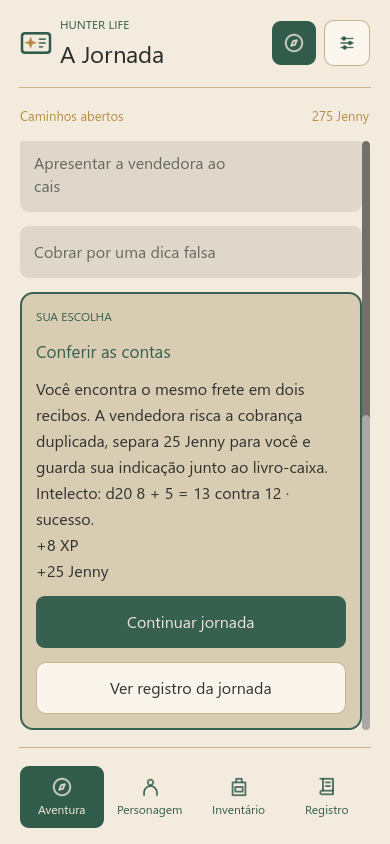 HUNTER LIFE
A Jornada
Caminhos abertos
275 Jenny
Apresentar a vendedora ao
cais
Cobrar por uma dica falsa
SUA ESCOLHA
Conferir as contas
Você encontra o mesmo frete em dois
recibos. A vendedora risca a cobrança
duplicada, separa 25 Jenny para você e
guarda sua indicação junto ao livro-caixa.
Intelecto: d20 8 + 5 = 13 contra 12 ·
sucesso.
+8 XP
+25 Jenny
Continuar jornada
Ver registro da jornada
Aventura
Personagem
Inventário
Registro